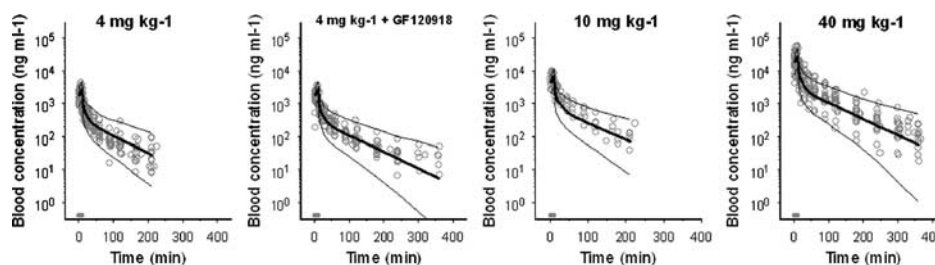 4 mg kg-1
Blood concentration (ng ml-1)
10^5
10^4
10^3
10^2
10^1
10^0
0 100 200 300 400
Time (min)
4 mg kg-1 + GF120918
Blood concentration (ng ml-1)
10^5
10^4
10^3
10^2
10^1
10^0
0 100 200 300 400
Time (min)
10 mg kg-1
Blood concentration (ng ml-1)
10^5
10^4
10^3
10^2
10^1
10^0
0 100 200 300 400
Time (min)
40 mg kg-1
Blood concentration (ng ml-1)
10^5
10^4
10^3
10^2
10^1
10^0
0 100 200 300 400
Time (min)